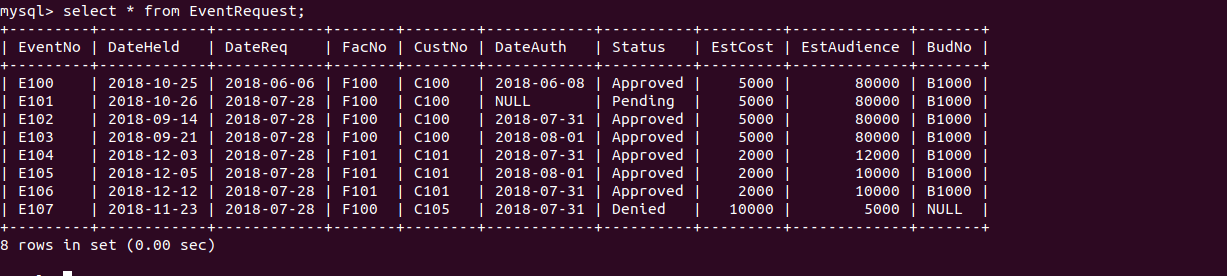 mysql> select * from EventRequest;
+---------+------------+------------+-------+--------+------------+----------+---------+-------------+-------+
| EventNo | DateHeld   | DateReq    | FacNo | CustNo | DateAuth   | Status   | EstCost | EstAudience | BudNo |
+---------+------------+------------+-------+--------+------------+----------+---------+-------------+-------+
| E100    | 2018-10-25 | 2018-06-06 | F100  | C100   | 2018-06-08 | Approved |    5000 |       80000 | B1000 |
| E101    | 2018-10-26 | 2018-07-28 | F100  | C100   | NULL       | Pending  |    5000 |       80000 | B1000 |
| E102    | 2018-09-14 | 2018-07-28 | F100  | C100   | 2018-07-31 | Approved |    5000 |       80000 | B1000 |
| E103    | 2018-09-21 | 2018-07-28 | F100  | C100   | 2018-08-01 | Approved |    5000 |       80000 | B1000 |
| E104    | 2018-12-03 | 2018-07-28 | F101  | C101   | 2018-07-31 | Approved |    2000 |       12000 | B1000 |
| E105    | 2018-12-05 | 2018-07-28 | F101  | C101   | 2018-08-01 | Approved |    2000 |       10000 | B1000 |
| E106    | 2018-12-12 | 2018-07-28 | F101  | C101   | 2018-07-31 | Approved |    2000 |       10000 | B1000 |
| E107    | 2018-11-23 | 2018-07-28 | F100  | C105   | 2018-07-31 | Denied   |   10000 |        5000 | NULL  |
+---------+------------+------------+-------+--------+------------+----------+---------+-------------+-------+
8 rows in set (0.00 sec)